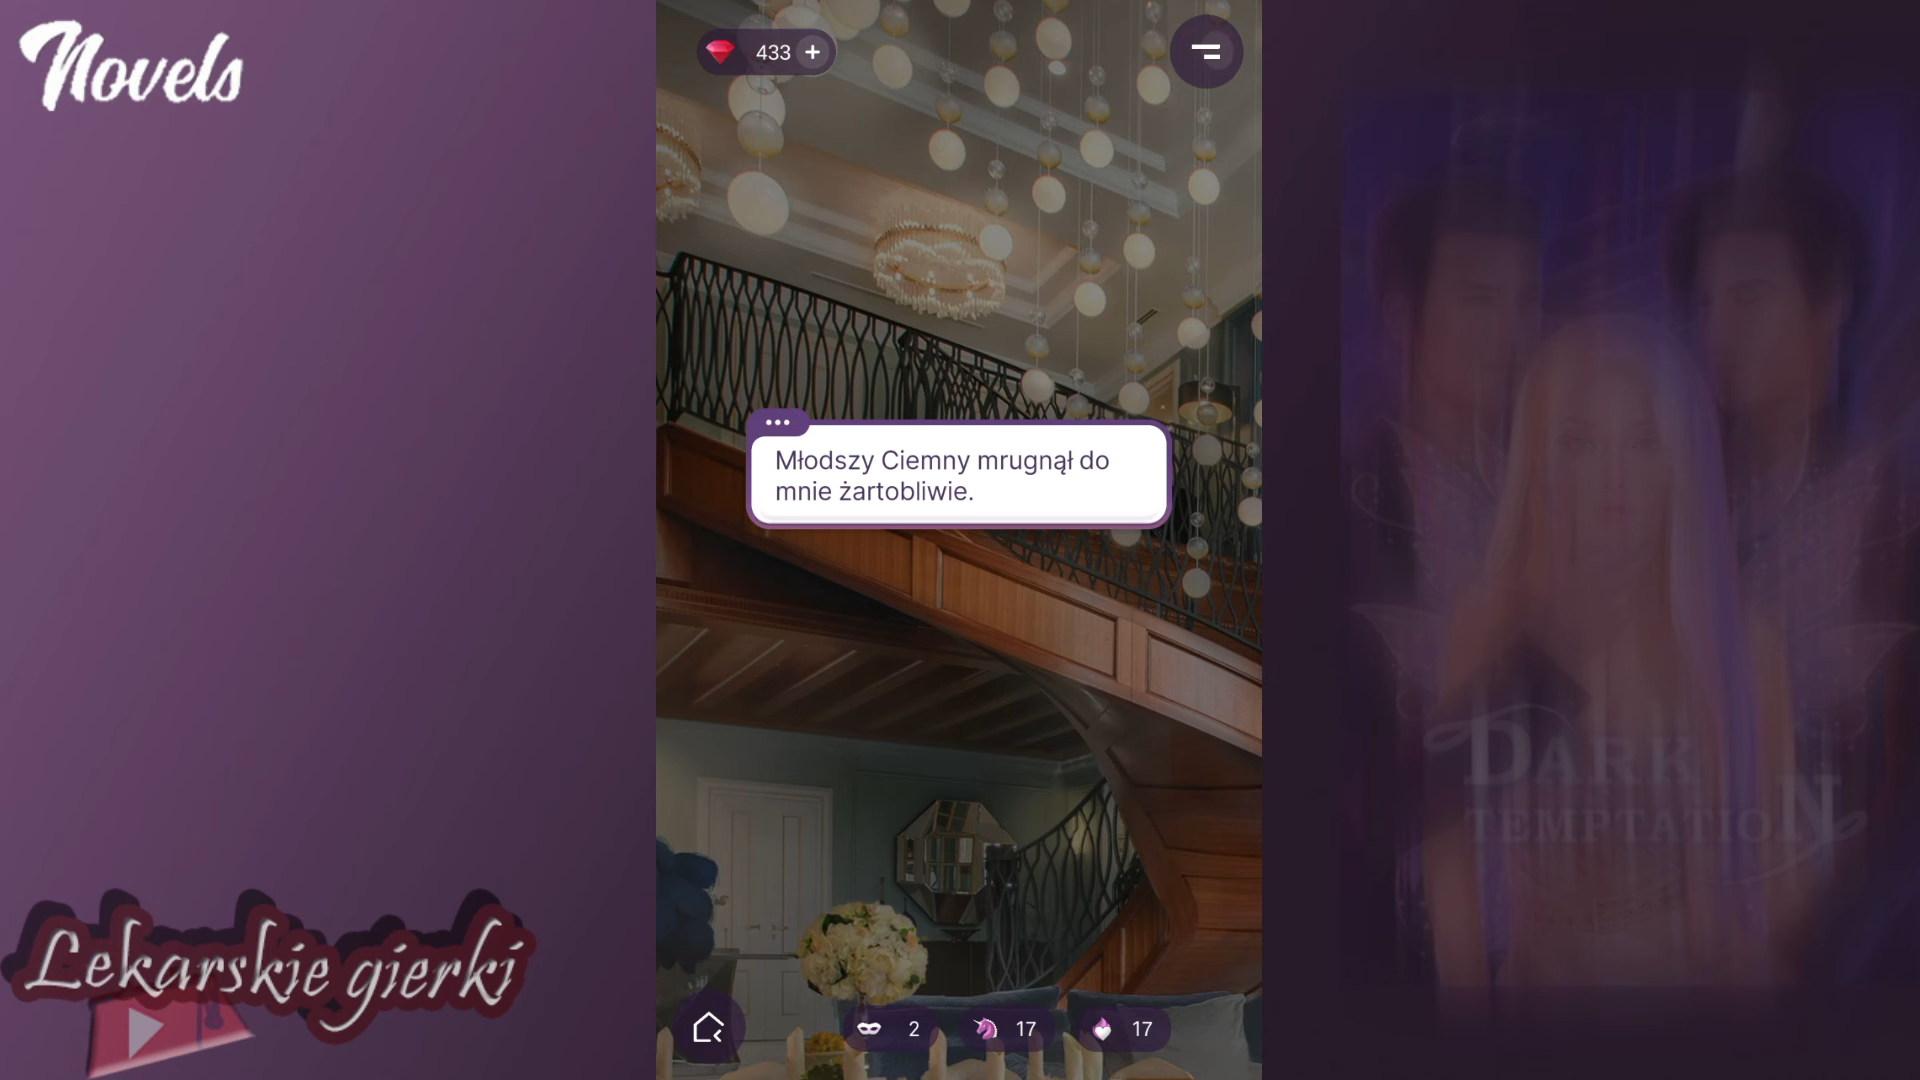 Novels
433 +
Młodszy Ciemny mrugnął do
mnie żartobliwie.
DARK
TEMPTATION
Lekarskie gierki
2
17
17